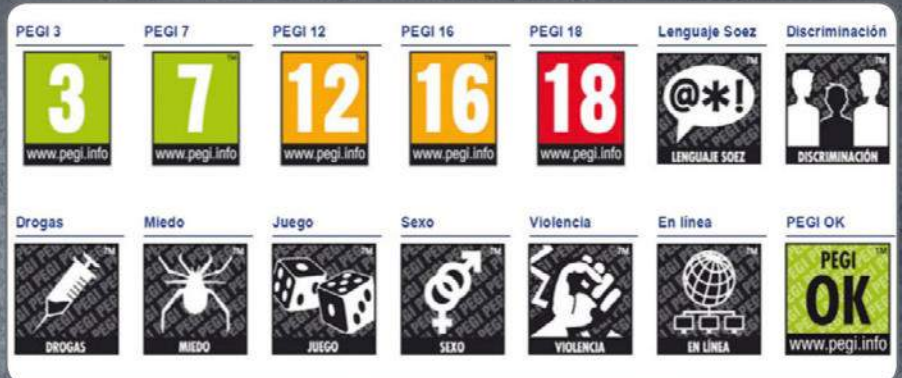 PEGI 3 PEGI 7 PEGI 12 PEGI 16 PEGI 18 Lenguaje Soez Discriminación
3 7 12 16 18 @*!
www.pegi.info www.pegi.info www.pegi.info www.pegi.info www.pegi.info LENGUAJE SOEZ DISCRIMINACIÓN
Drogas Miedo Juego Sexo Violencia En línea PEGI OK
PEGI
OK
DROGAS MIEDO JUEGO SEXO VIOLENCIA EN LÍNEA www.pegi.info